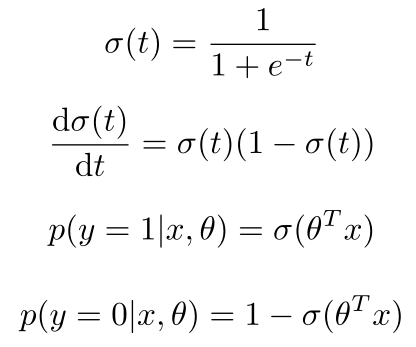 σ(t) = 1 / (1 + e^{−t})
dσ(t) / dt = σ(t)(1 − σ(t))
p(y = 1|x, θ) = σ(θ^T x)
p(y = 0|x, θ) = 1 − σ(θ^T x)